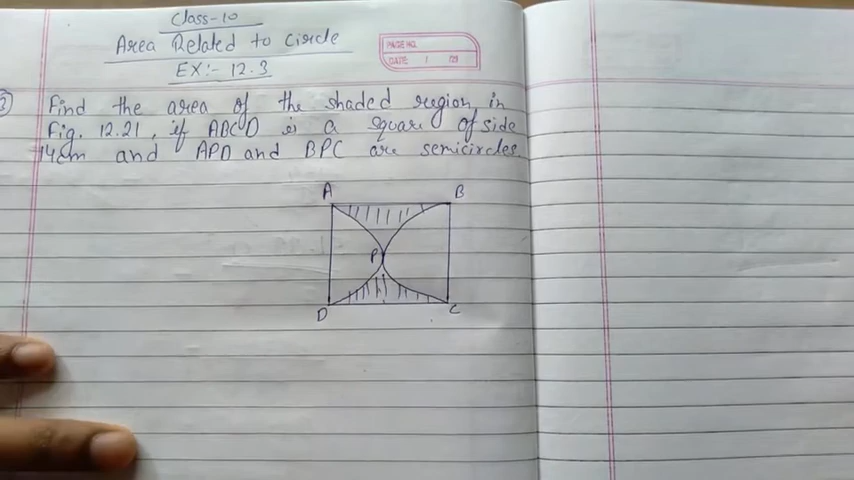 Class-10
Area Related to Circle
EX:- 12.3
PAGE NO.
DATE: / /
Find the area of the shaded region in
Fig. 12.21, if ABCD is a square of side
14cm and APD and BPC are semicircles.
A B
P
D C